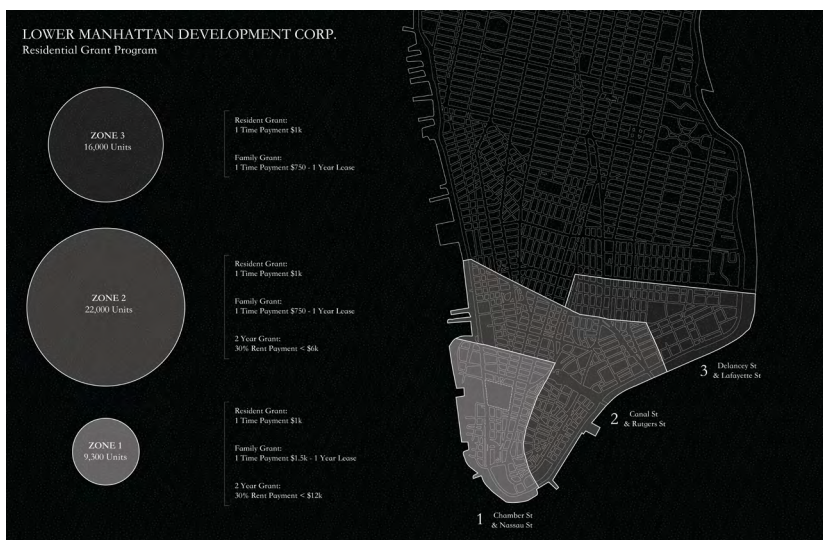 LOWER MANHATTAN DEVELOPMENT CORP.
Residential Grant Program
ZONE 3
16,000 Units
Resident Grant:
1 Time Payment $1k
Family Grant:
1 Time Payment $750 - 1 Year Lease
ZONE 2
22,000 Units
Resident Grant:
1 Time Payment $1k
Family Grant:
1 Time Payment $750 - 1 Year Lease
2 Year Grant:
30% Rent Payment < $6k
ZONE 1
9,300 Units
Resident Grant:
1 Time Payment $1k
Family Grant:
1 Time Payment $1.5k - 1 Year Lease
2 Year Grant:
30% Rent Payment < $12k
3 Delancey St
& Lafayette St
2 Canal St
& Rutgers St
1 Chamber St
& Nassau St